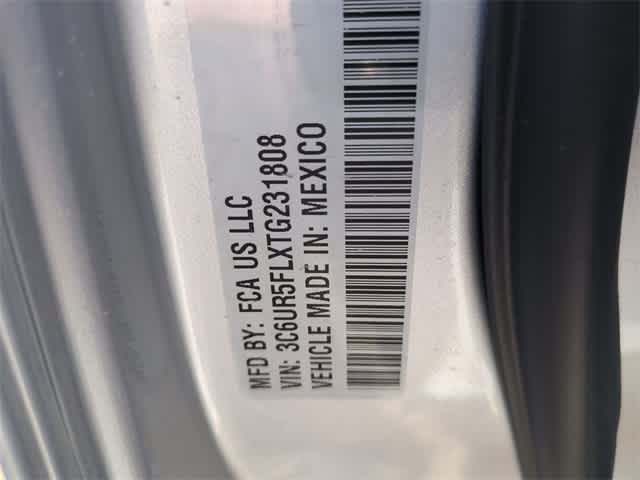 MFD BY: FCA US LLC
VIN: 3C6UR5FLXTG231808
VEHICLE MADE IN: MEXICO